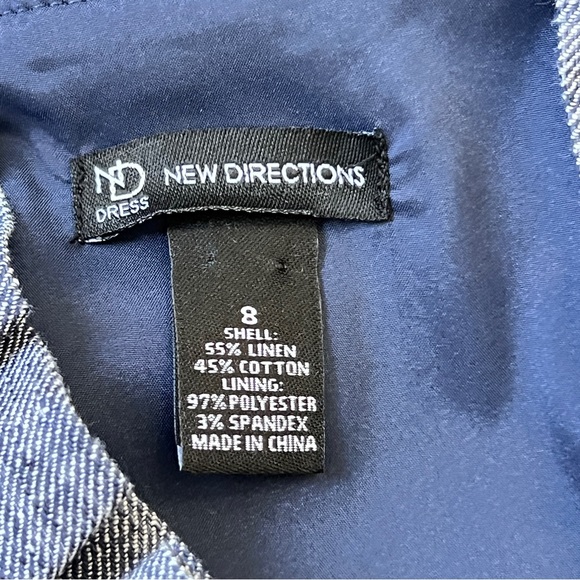 ND
DRESS
NEW DIRECTIONS
8
SHELL:
55% LINEN
45% COTTON
LINING:
97% POLYESTER
3% SPANDEX
MADE IN CHINA